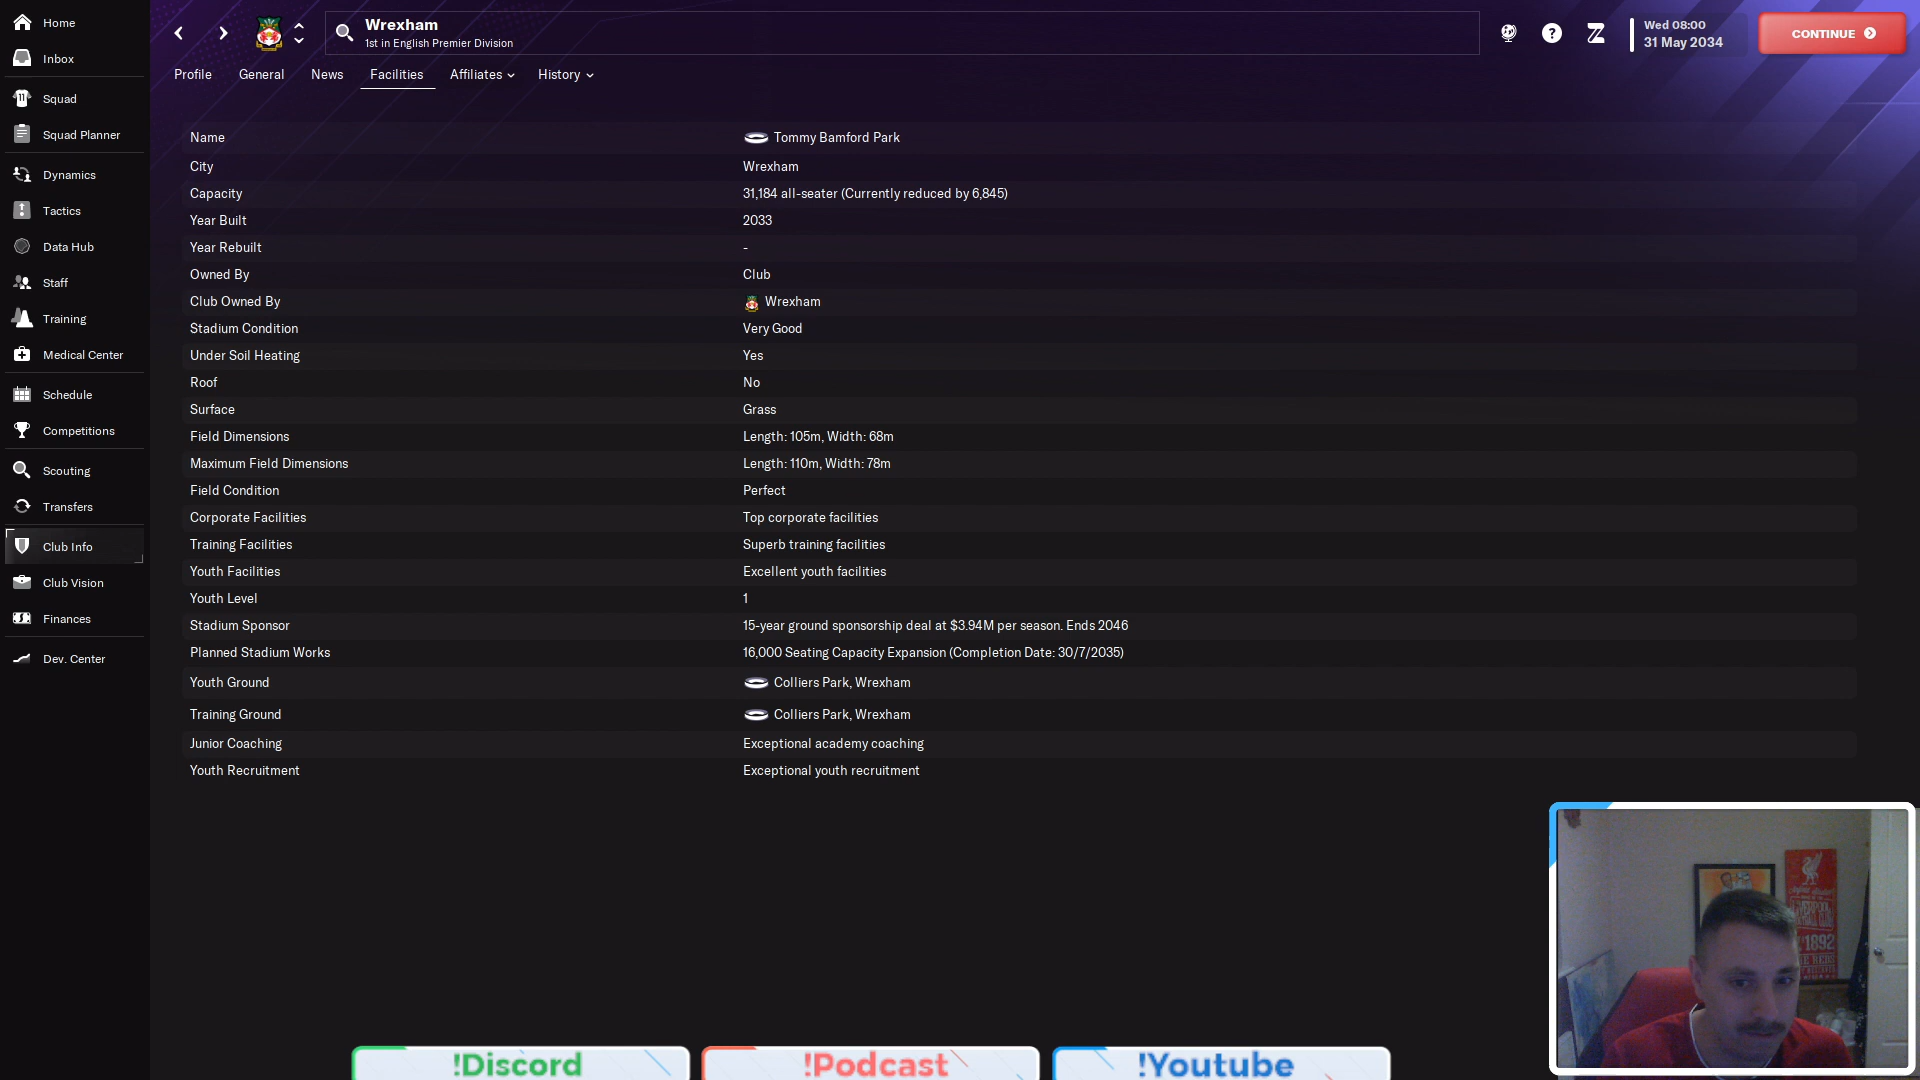 Home
Inbox
Squad
Squad Planner
Dynamics
Tactics
Data Hub
Staff
Training
Medical Center
Schedule
Competitions
Scouting
Transfers
Club Info
Club Vision
Finances
Dev. Center
Wrexham
1st in English Premier Division
Wed 08:00
31 May 2034
CONTINUE
Profile General News Facilities Affiliates History
Name Tommy Bamford Park
City Wrexham
Capacity 31,184 all-seater (Currently reduced by 6,845)
Year Built 2033
Year Rebuilt -
Owned By Club
Club Owned By Wrexham
Stadium Condition Very Good
Under Soil Heating Yes
Roof No
Surface Grass
Field Dimensions Length: 105m, Width: 68m
Maximum Field Dimensions Length: 110m, Width: 78m
Field Condition Perfect
Corporate Facilities Top corporate facilities
Training Facilities Superb training facilities
Youth Facilities Excellent youth facilities
Youth Level 1
Stadium Sponsor 15-year ground sponsorship deal at $3.94M per season. Ends 2046
Planned Stadium Works 16,000 Seating Capacity Expansion (Completion Date: 30/7/2035)
Youth Ground Colliers Park, Wrexham
Training Ground Colliers Park, Wrexham
Junior Coaching Exceptional academy coaching
Youth Recruitment Exceptional youth recruitment
1892
!Discord !Podcast !Youtube